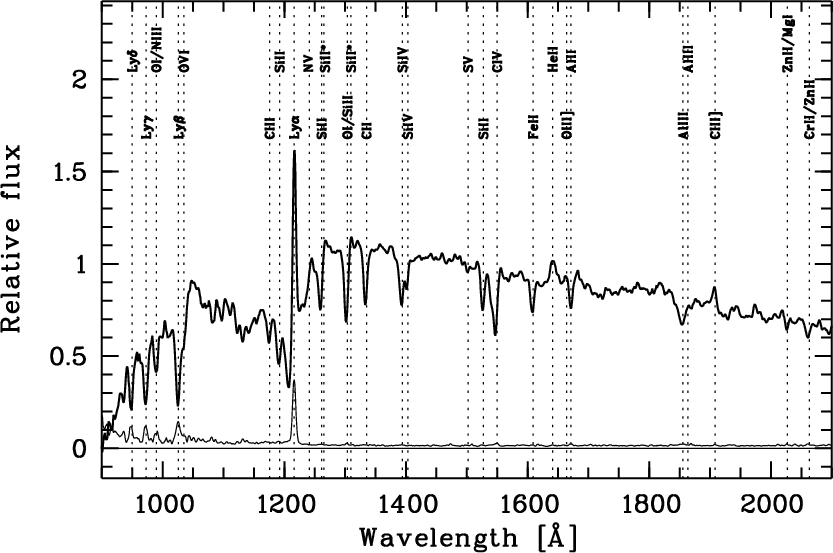 Lyδ OI/NIII OVI SiII NV SiII* SiII* SiIV SV CIV HeII AlII AlIII ZnII/MgI
Lyγ Lyβ CIII Lyα SiII OI/SiII CII SiIV SiII FeII OIII] AlIII CIII] CrII/ZnII
2
1.5
1
0.5
0
Relative flux
1000 1200 1400 1600 1800 2000
Wavelength [Å]